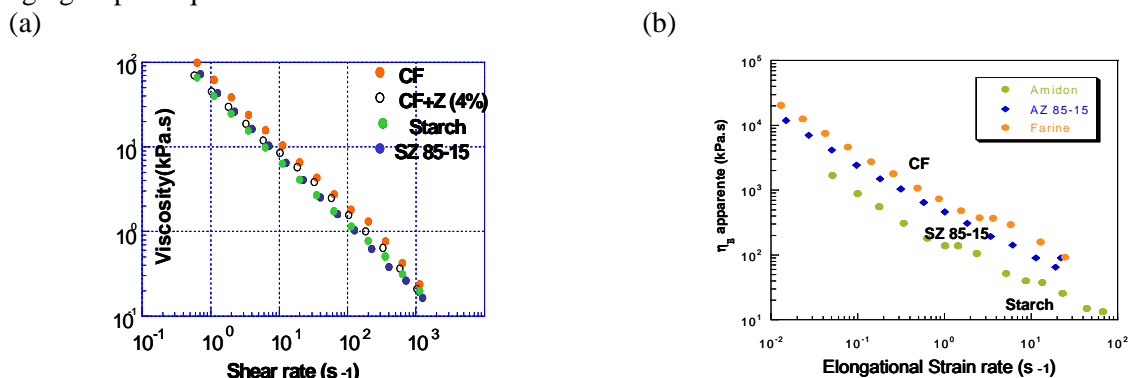 (a)
(b)
10²
10¹
10⁰
10⁻¹
Viscosity(kPa.s)
CF
CF+Z (4%)
Starch
SZ 85-15
10⁻¹ 10⁰ 10¹ 10² 10³ 10⁴
Shear rate (s -1)
10⁵
10⁴
10³
10²
10¹
η_E apparente (kPa.s)
Amidon
AZ 85-15
Farine
CF
SZ 85-15
Starch
10⁻² 10⁻¹ 10⁰ 10¹ 10²
Elongational Strain rate (s -1)